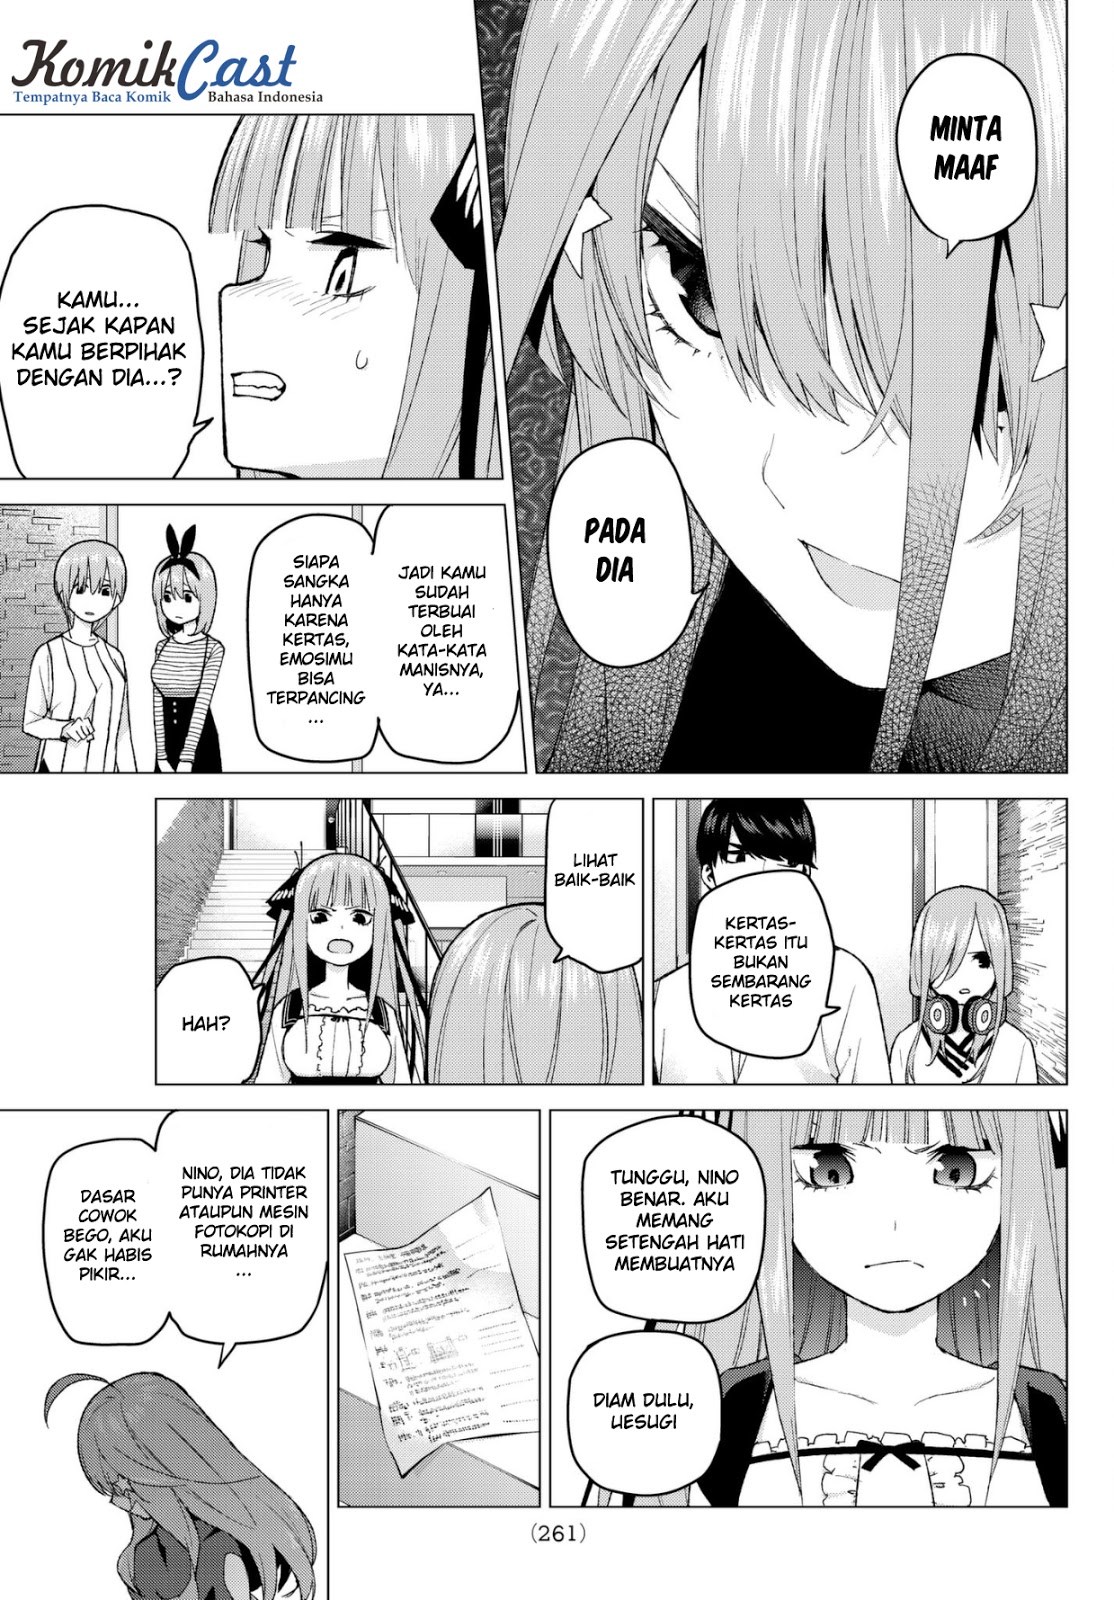 KomikCast
Tempatnya Baca Komik Bahasa Indonesia
MINTA
MAAF
PADA
DIA
KAMU...
SEJAK KAPAN
KAMU BERPIHAK
DENGAN DIA...?
JADI KAMU
SUDAH
TERBUAI
OLEH
KATA-KATA
MANISNYA,
YA...
SIAPA
SANGKA
HANYA
KARENA
KERTAS,
EMOSIMU
BISA
TERPANCING
...
KERTAS-
KERTAS ITU
BUKAN
SEMBARANG
KERTAS
LIHAT
BAIK-BAIK
HAH?
TUNGGU, NINO
BENAR. AKU
MEMANG
SETENGAH HATI
MEMBUATNYA
DIAM DULU,
UESUGI
NINO, DIA TIDAK
PUNYA PRINTER
ATAUPUN MESIN
FOTOKOPI DI
RUMAHNYA
...
DASAR
COWOK
BEGO, AKU
GAK HABIS
PIKIR...
(261)